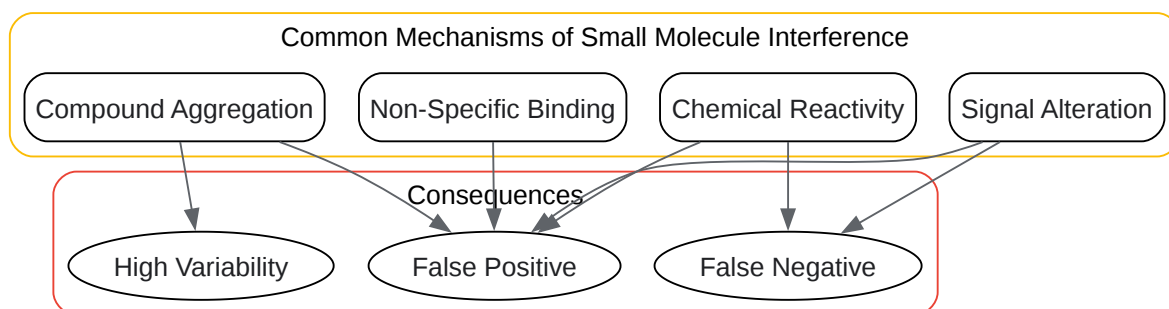 Common Mechanisms of Small Molecule Interference
Compound Aggregation
Non-Specific Binding
Chemical Reactivity
Signal Alteration
Consequences
High Variability
False Positive
False Negative